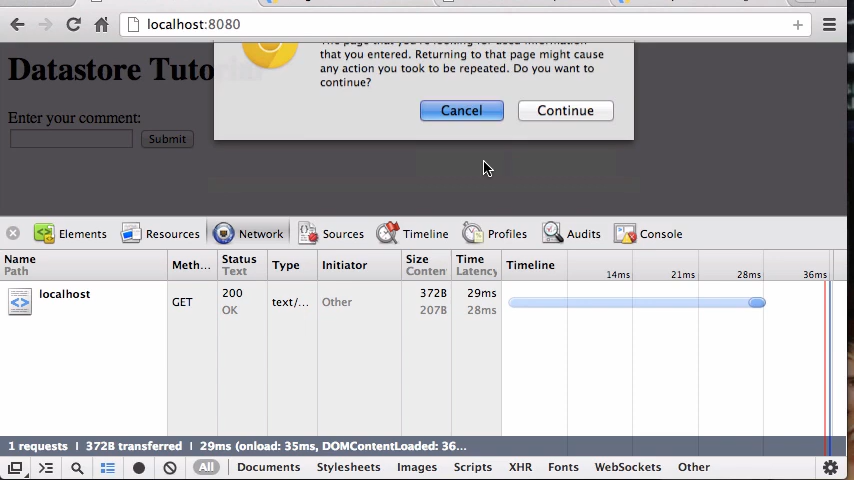 localhost:8080
The page that you're looking for used information
that you entered. Returning to that page might cause
any action you took to be repeated. Do you want to
continue?
Cancel Continue
Datastore Tutorial
Enter your comment:
Submit
Elements Resources Network Sources Timeline Profiles Audits Console
Name Meth... Status Type Initiator Size Time Timeline
Path Text Conten Latency 14ms 21ms 28ms 36ms
localhost GET 200 text/... Other 372B 29ms
OK 207B 28ms
1 requests | 372B transferred | 29ms (onload: 35ms, DOMContentLoaded: 36...
All Documents Stylesheets Images Scripts XHR Fonts WebSockets Other